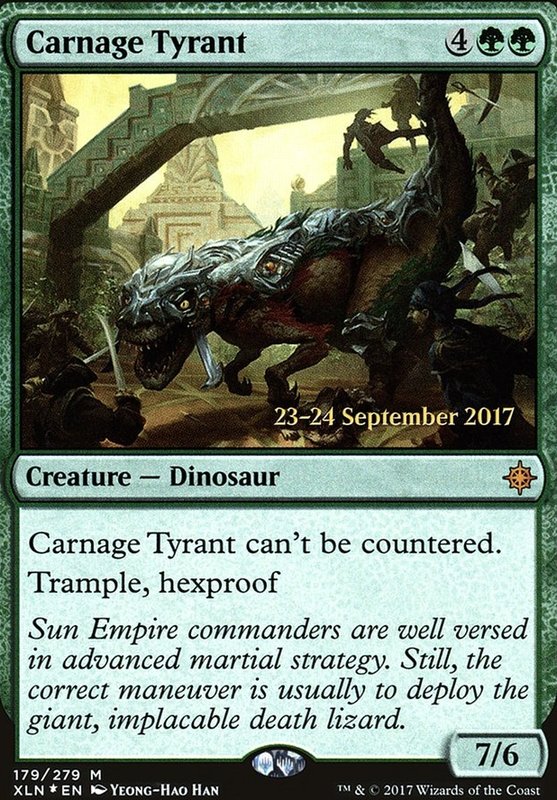 Carnage Tyrant 4
23–24 September 2017
Creature — Dinosaur
Carnage Tyrant can't be countered.
Trample, hexproof
Sun Empire commanders are well versed
in advanced martial strategy. Still, the
correct maneuver is usually to deploy the
giant, implacable death lizard.
7/6
179/279 M
XLN ★ EN Yeong-Hao Han
™ & © 2017 Wizards of the Coast